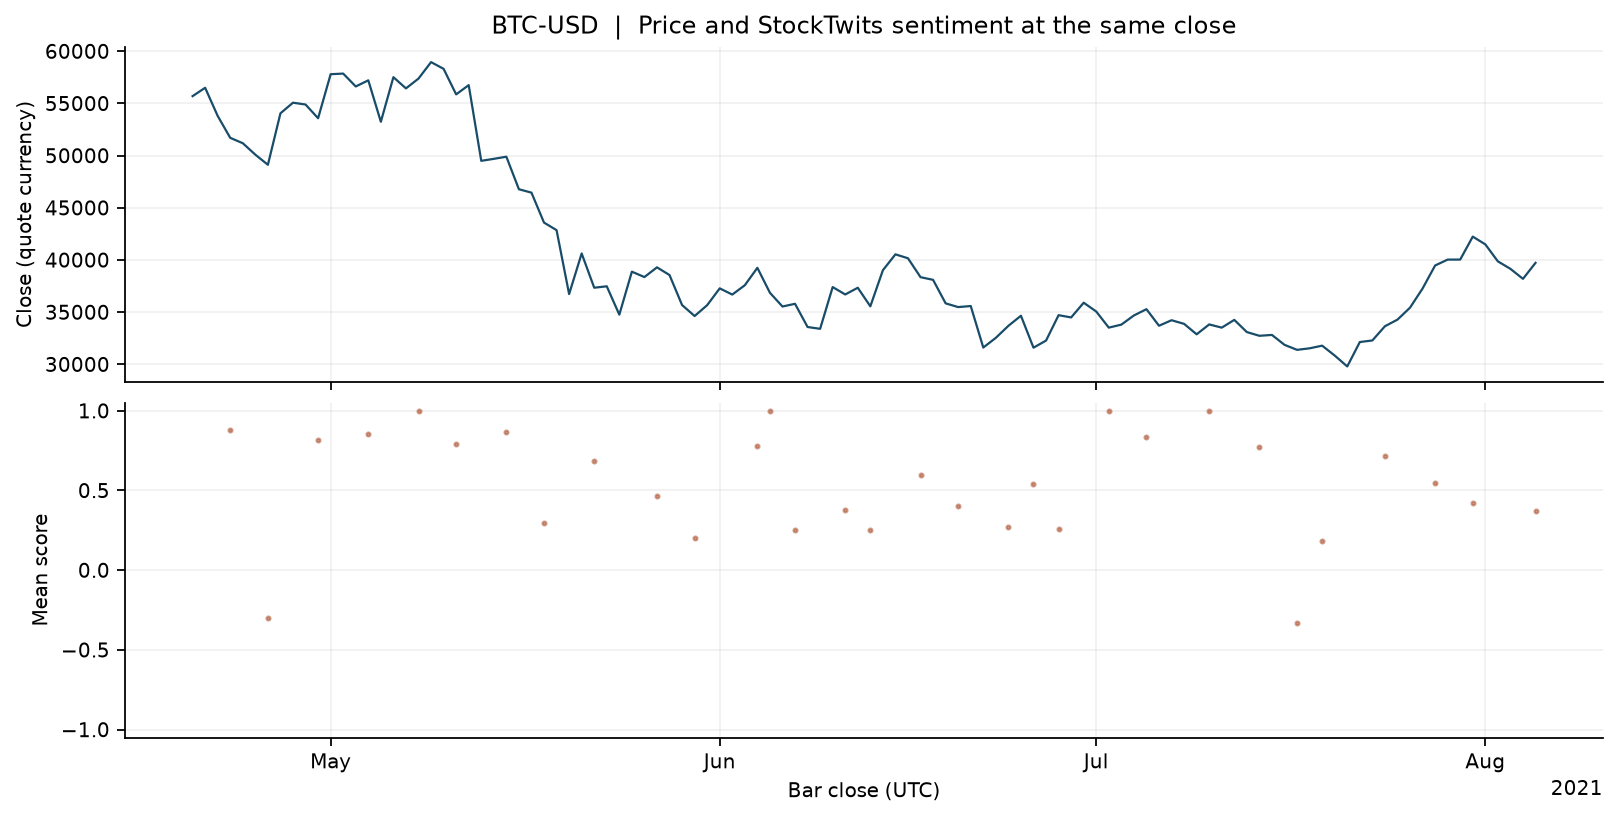 BTC-USD | Price and StockTwits sentiment at the same close
Close (quote currency)
60000
55000
50000
45000
40000
35000
30000
Mean score
1.0
0.5
0.0
−0.5
−1.0
May
Jun
Jul
Aug
Bar close (UTC)
2021